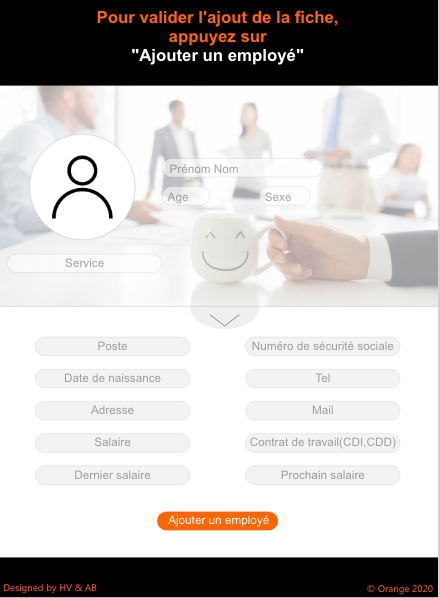 Pour valider l'ajout de la fiche,
appuyez sur
"Ajouter un employé"
Prénom Nom
Age
Sexe
Service
Poste
Numéro de sécurité sociale
Date de naissance
Tel
Adresse
Mail
Salaire
Contrat de travail(CDI,CDD)
Dernier salaire
Prochain salaire
Ajouter un employé
Designed by HV & AB
© Orange 2020